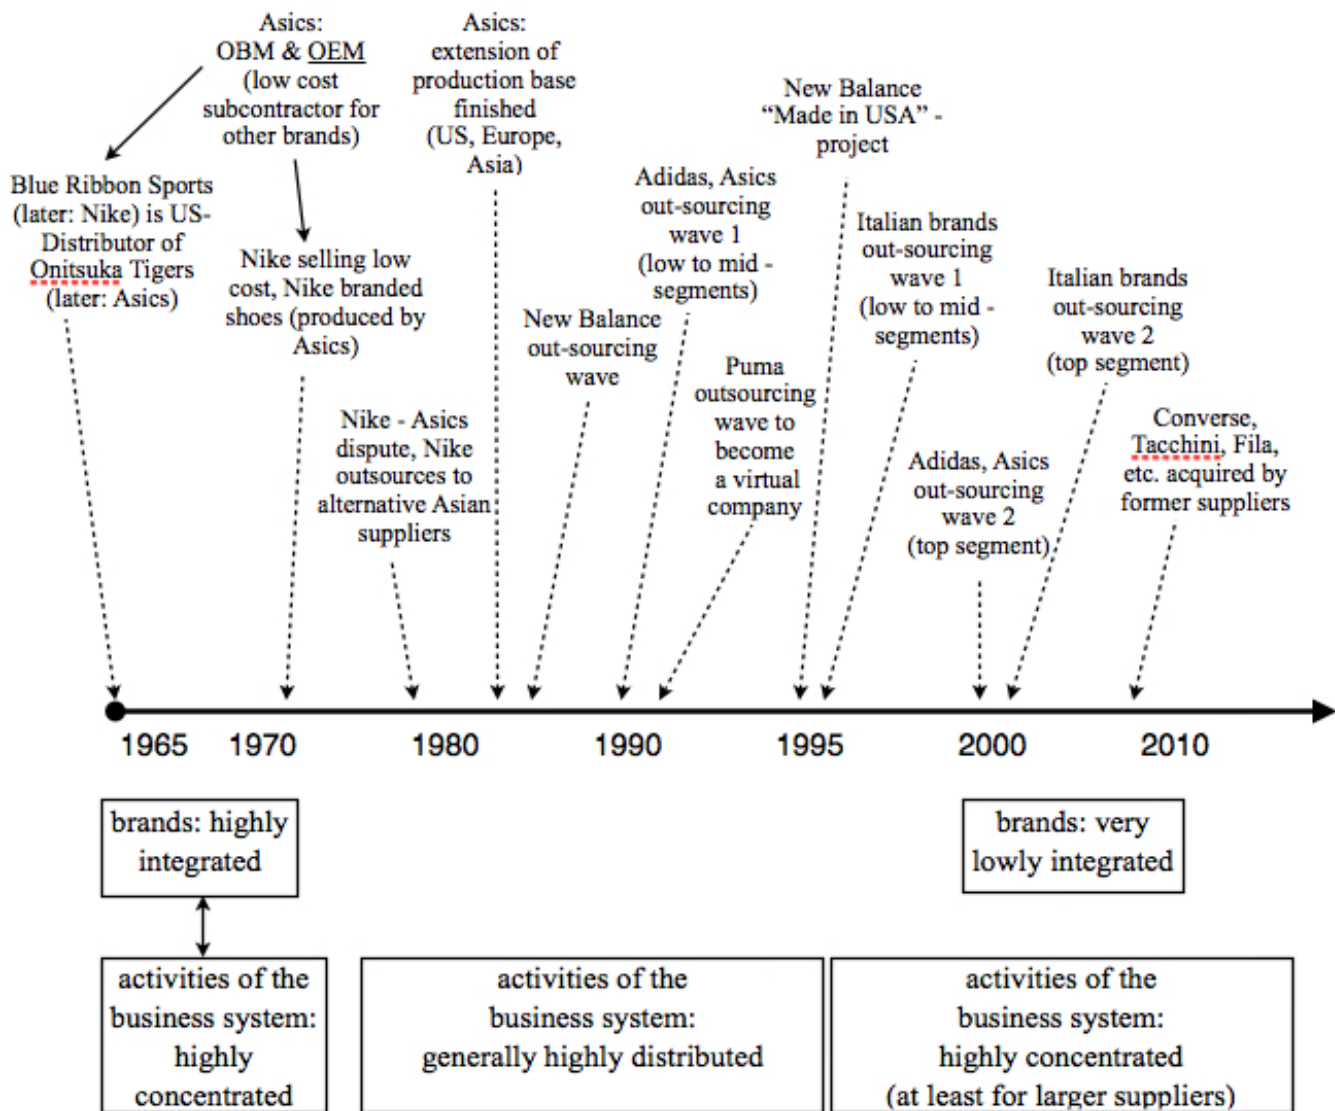 Asics:
OBM & OEM
(low cost
subcontractor for
other brands)
Asics:
extension of
production base
finished
(US, Europe,
Asia)
New Balance
“Made in USA” -
project
Blue Ribbon Sports
(later: Nike) is US-
Distributor of
Onitsuka Tigers
(later: Asics)
Nike selling low
cost, Nike branded
shoes (produced by
Asics)
Adidas, Asics
out-sourcing
wave 1
(low to mid -
segments)
Italian brands
out-sourcing
wave 1
(low to mid -
segments)
Italian brands
out-sourcing
wave 2
(top segment)
New Balance
out-sourcing
wave
Puma
outsourcing
wave to
become
a virtual
company
Nike - Asics
dispute, Nike
outsources to
alternative Asian
suppliers
Adidas, Asics
out-sourcing
wave 2
(top segment)
Converse,
Tacchini, Fila,
etc. acquired by
former suppliers
1965 1970 1980 1990 1995 2000 2010
brands: highly
integrated
brands: very
lowly integrated
activities of the
business system:
highly
concentrated
activities of the
business system:
generally highly distributed
activities of the
business system:
highly concentrated
(at least for larger suppliers)